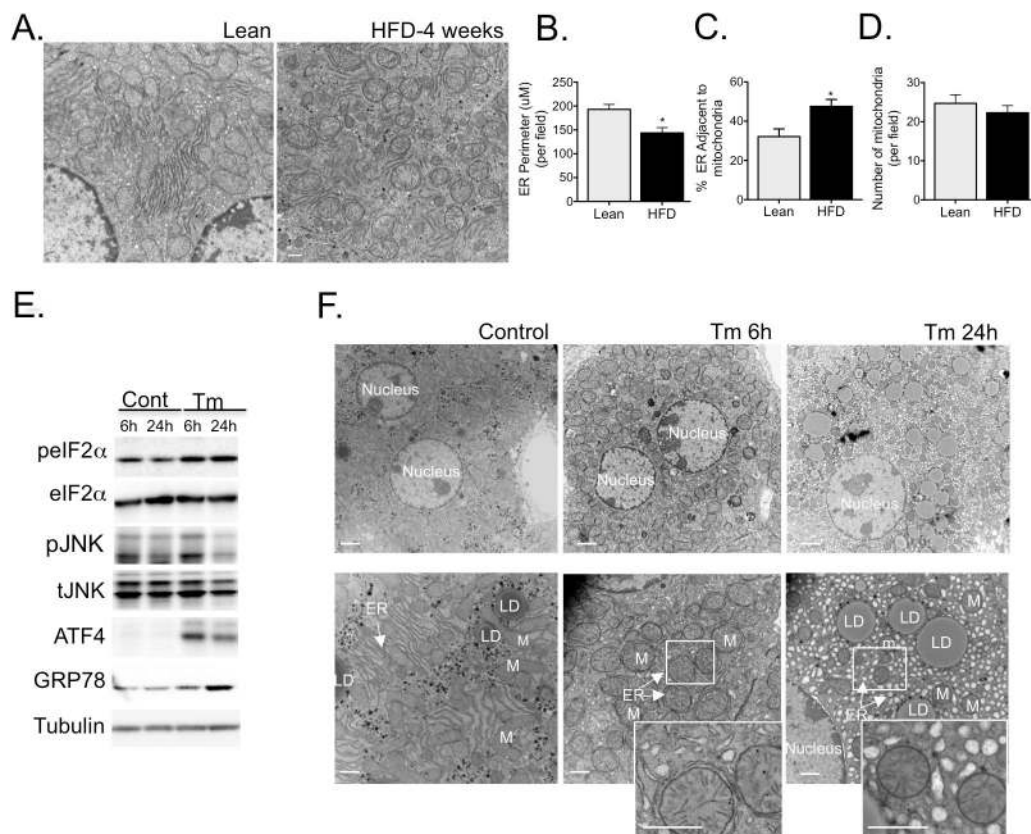 A.
Lean
HFD-4 weeks
B.
ER Perimeter (uM)
(per field)
250
200
150
100
50
0
*
Lean
HFD
C.
% ER Adjacent to
mitochondria
60
40
20
0
*
Lean
HFD
D.
Number of mitochondria
(per field)
30
20
10
0
Lean
HFD
E.
Cont
Tm
6h 24h 6h 24h
peIF2α
eIF2α
pJNK
tJNK
ATF4
GRP78
Tubulin
F.
Control
Tm 6h
Tm 24h
Nucleus
Nucleus
Nucleus
Nucleus
Nucleus
ER
LD
LD
M
M
LD
M
M
M
ER
M
LD
LD
M
LD
m
ER
M
M
LD
Nucleus